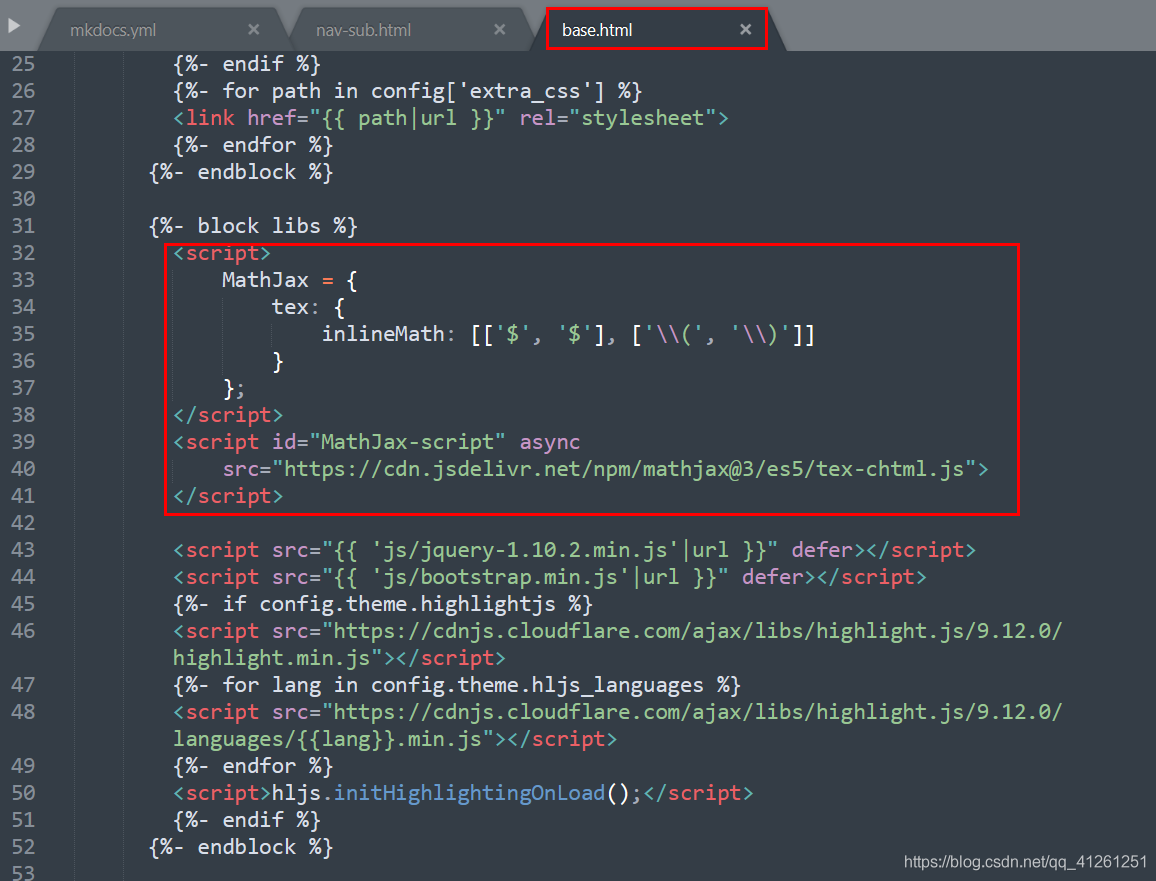 mkdocs.yml × nav-sub.html × base.html ×
25 {%- endif %}
26 {%- for path in config['extra_css'] %}
27 <link href="{{ path|url }}" rel="stylesheet">
28 {%- endfor %}
29 {%- endblock %}
30
31 {%- block libs %}
32 <script>
33 MathJax = {
34 tex: {
35 inlineMath: [['$', '$'], ['\\(', '\\)']]
36 }
37 };
38 </script>
39 <script id="MathJax-script" async
40 src="https://cdn.jsdelivr.net/npm/mathjax@3/es5/tex-chtml.js">
41 </script>
42
43 <script src="{{ 'js/jquery-1.10.2.min.js'|url }}" defer></script>
44 <script src="{{ 'js/bootstrap.min.js'|url }}" defer></script>
45 {%- if config.theme.highlightjs %}
46 <script src="https://cdnjs.cloudflare.com/ajax/libs/highlight.js/9.12.0/
highlight.min.js"></script>
47 {%- for lang in config.theme.hljs_languages %}
48 <script src="https://cdnjs.cloudflare.com/ajax/libs/highlight.js/9.12.0/
languages/{{lang}}.min.js"></script>
49 {%- endfor %}
50 <script>hljs.initHighlightingOnLoad();</script>
51 {%- endif %}
52 {%- endblock %}
53
https://blog.csdn.net/qq_41261251